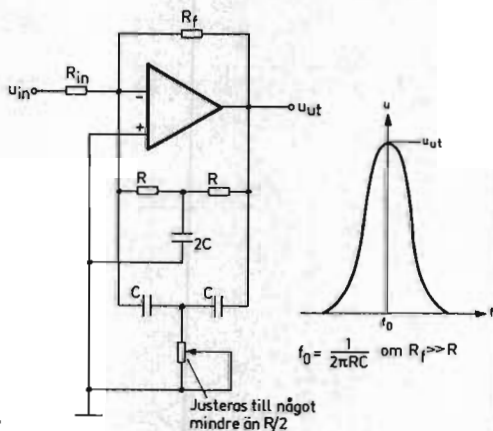 R_f
R_in
u_in
-
+
u_ut
R R
2C
C C
Justeras till något
mindre än R/2
u
u_ut
f_0
f
f_0 = 1/2πRC om R_f>>R